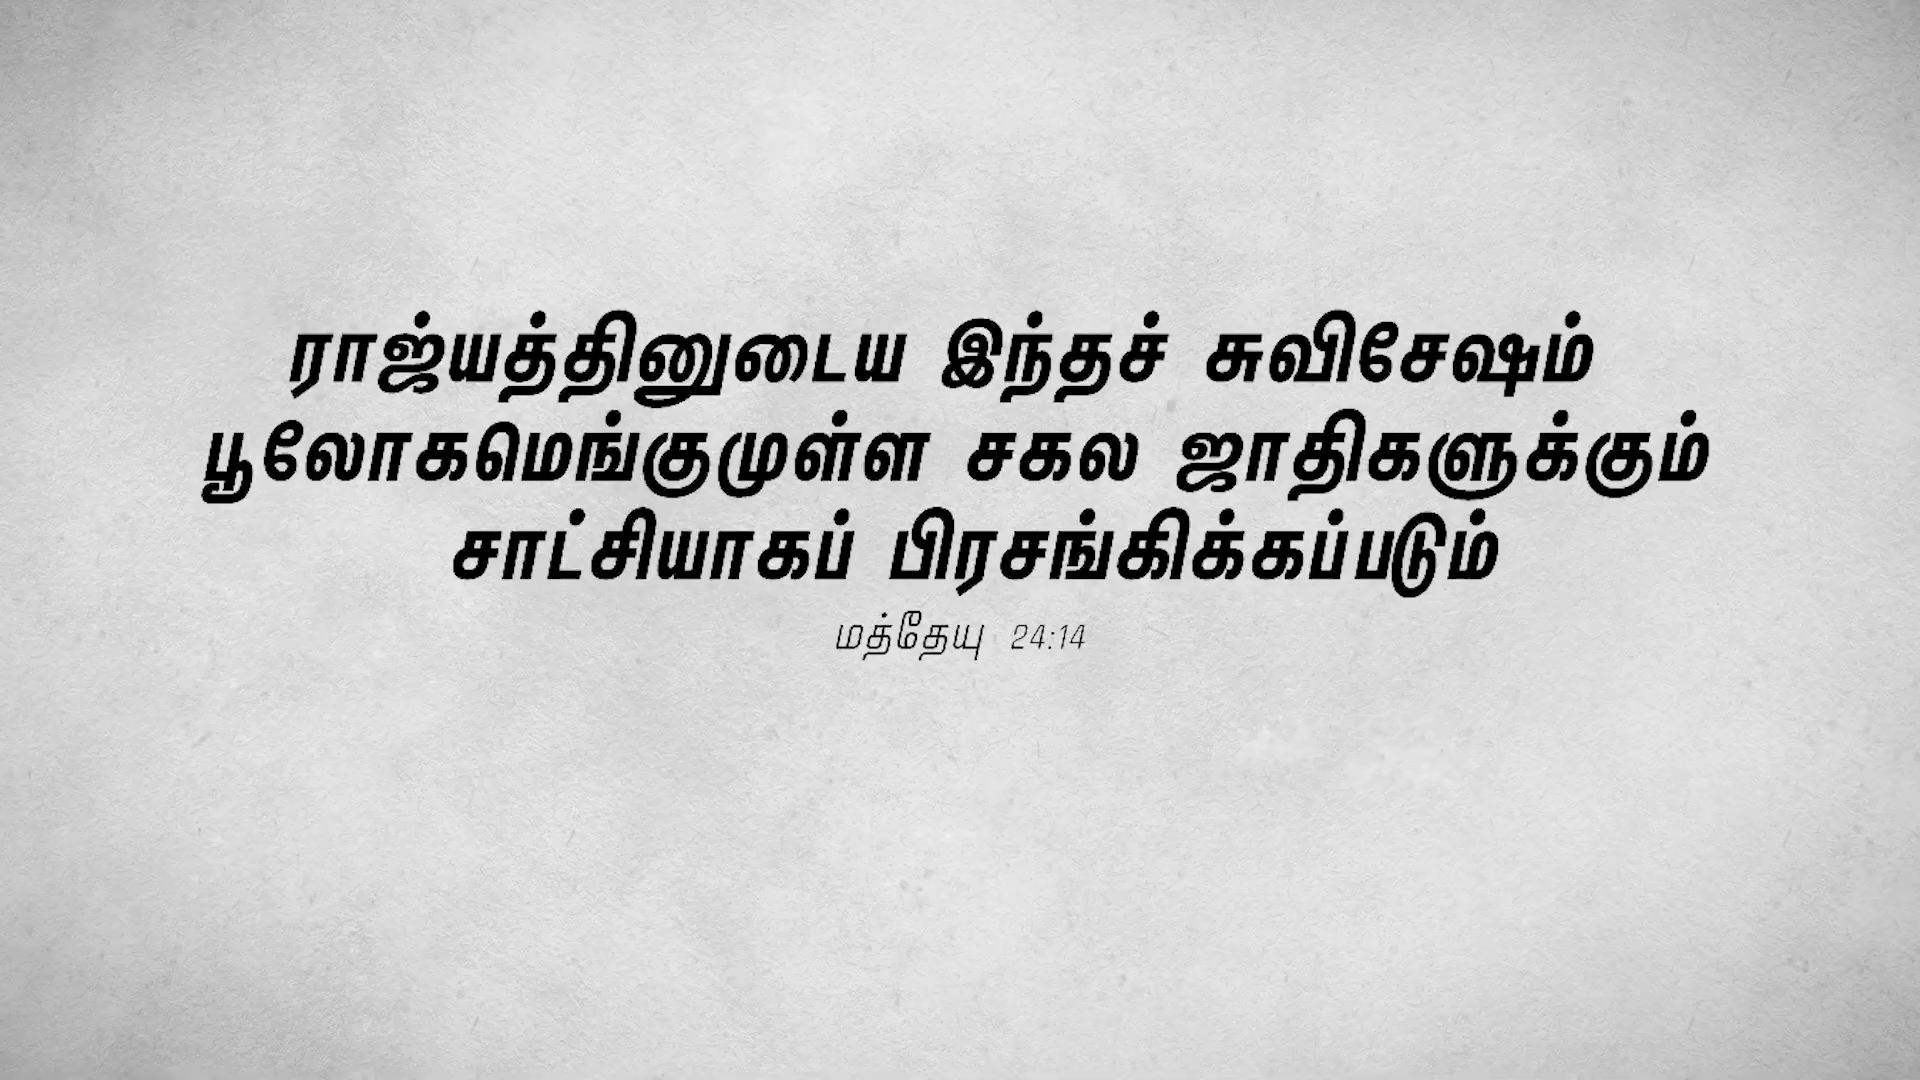 ராஜ்யத்தினுடைய இந்தச் சுவிசேஷம்
பூலோகமெங்குமுள்ள சகல ஜாதிகளுக்கும்
சாட்சியாகப் பிரசங்கிக்கப்படும்
மத்தேயு 24:14